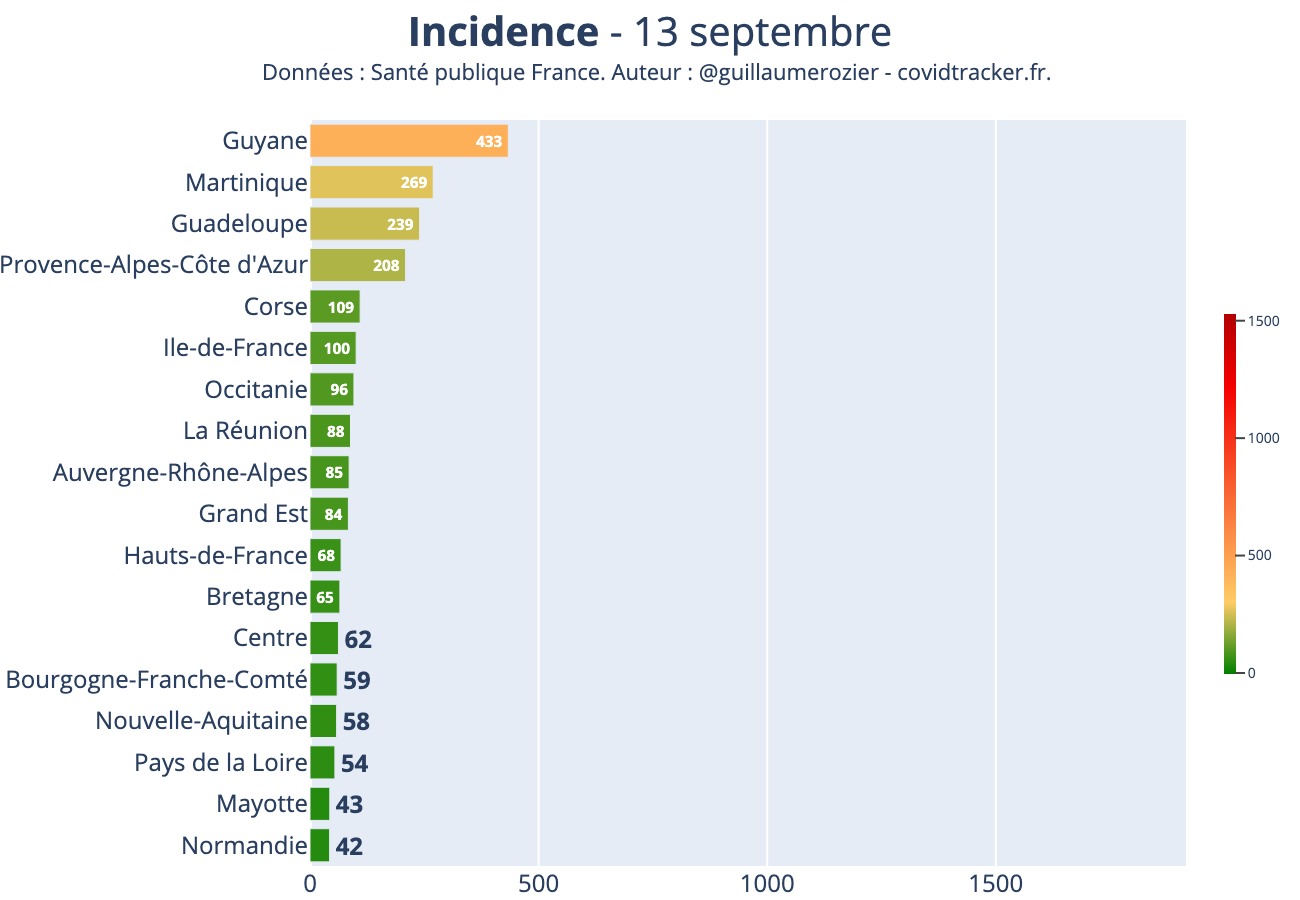 Incidence - 13 septembre
Données : Santé publique France. Auteur : @guillaumerozier - covidtracker.fr.
Guyane 433
Martinique 269
Guadeloupe 239
Provence-Alpes-Côte d'Azur 208
Corse 109
Ile-de-France 100
Occitanie 96
La Réunion 88
Auvergne-Rhône-Alpes 85
Grand Est 84
Hauts-de-France 68
Bretagne 65
Centre 62
Bourgogne-Franche-Comté 59
Nouvelle-Aquitaine 58
Pays de la Loire 54
Mayotte 43
Normandie 42
0 500 1000 1500
1500
1000
500
0